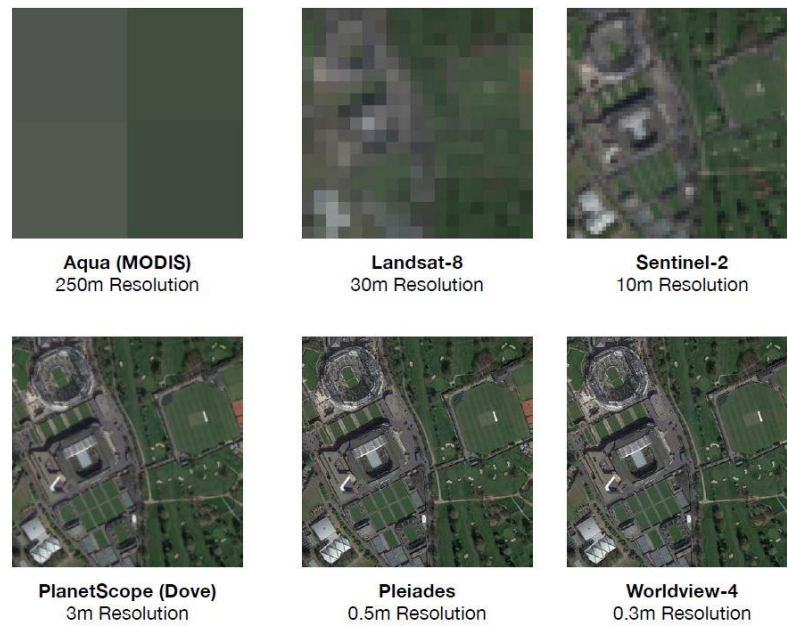 Aqua (MODIS)
250m Resolution
Landsat-8
30m Resolution
Sentinel-2
10m Resolution
PlanetScope (Dove)
3m Resolution
Pleiades
0.5m Resolution
Worldview-4
0.3m Resolution